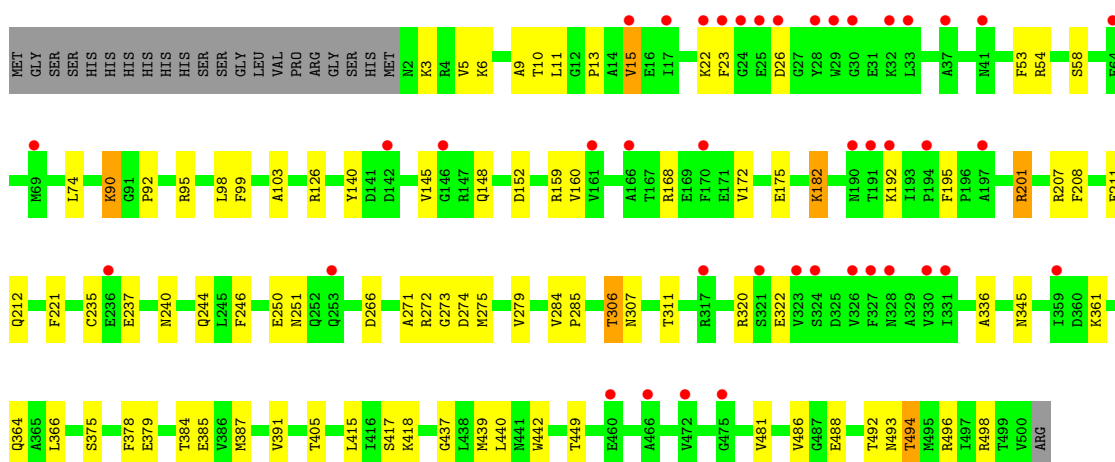 MET GLY SER SER HIS HIS HIS HIS HIS HIS SER SER GLY LEU VAL PRO ARG GLY SER HIS MET N2 K3 R4 V5 K6 A9 T10 L11 G12 P13 A14 V15 E16 I17 K22 F23 G24 E25 D26 G27 Y28 W29 G30 E31 K32 L33 A37 N41 F53 R54 S58
M69 L74 K90 G91 P92 R95 L98 F99 A103 R126 Y140 D141 D142 V145 G146 R147 Q148 D152 R159 V160 V161 A166 T167 R168 E169 F170 E171 V172 E175 K182 N190 T191 K192 I193 P194 F195 P196 A197 R201 R207 F208
Q212 F221 C235 E236 E237 N240 Q244 L245 F246 E250 N251 Q252 Q253 D266 A271 R272 G273 D274 M275 V279 V284 P285 T306 N307 T311 R317 R320 S321 E322 V323 S324 D325 V326 F327 N328 A329 V330 I331 A336 N345 I359 D360 K361
Q364 A365 L366 S375 F378 E379 T384 E385 V386 M387 V391 T405 L415 I416 S417 K418 G437 L438 M439 L440 N441 W442 T449 E460 A466 V472 G475 V481 V486 G487 E488 T492 N493 T494 M495 R496 I497 R498 T499 V500 ARG